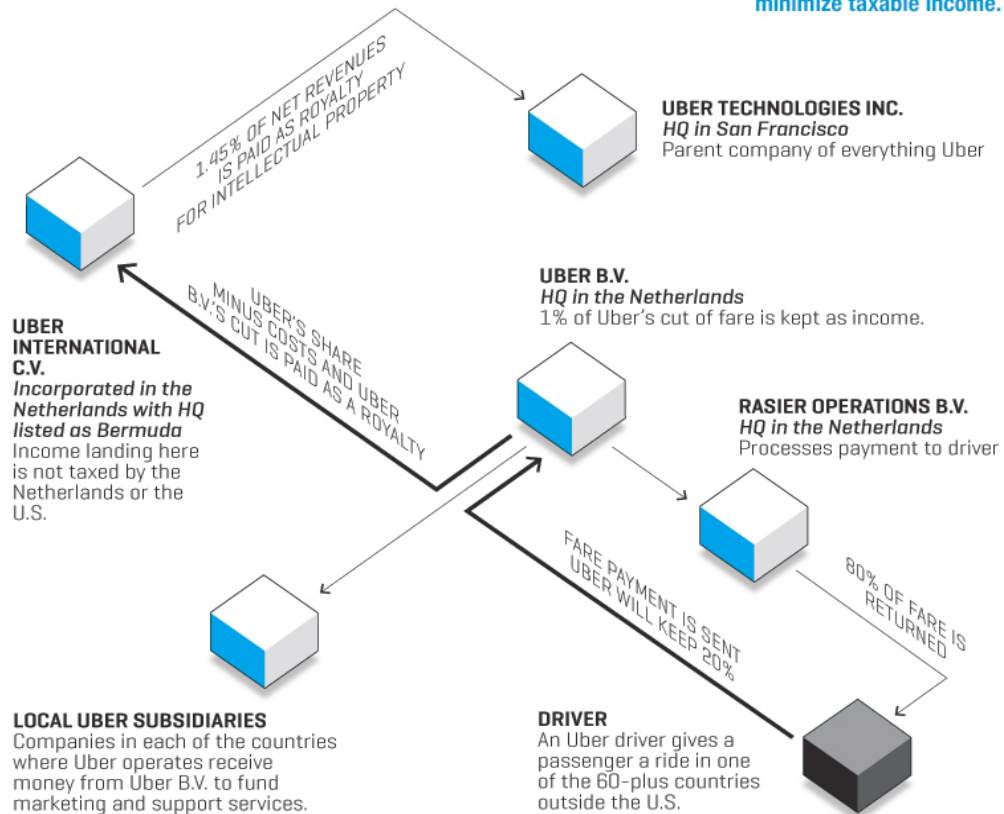 minimize taxable income.
1.45% OF NET REVENUES
IS PAID AS ROYALTY
FOR INTELLECTUAL PROPERTY
UBER TECHNOLOGIES INC.
HQ in San Francisco
Parent company of everything Uber
UBER
INTERNATIONAL
C.V.
Incorporated in the
Netherlands with HQ
listed as Bermuda
Income landing here
is not taxed by the
Netherlands or the
U.S.
UBER'S SHARE
MINUS COSTS AND UBER
B.V.'S CUT IS PAID AS A ROYALTY
UBER B.V.
HQ in the Netherlands
1% of Uber's cut of fare is kept as income.
RASIER OPERATIONS B.V.
HQ in the Netherlands
Processes payment to driver
FARE PAYMENT IS SENT
UBER WILL KEEP 20%
80% OF FARE IS
RETURNED
LOCAL UBER SUBSIDIARIES
Companies in each of the countries
where Uber operates receive
money from Uber B.V. to fund
marketing and support services.
DRIVER
An Uber driver gives a
passenger a ride in one
of the 60-plus countries
outside the U.S.